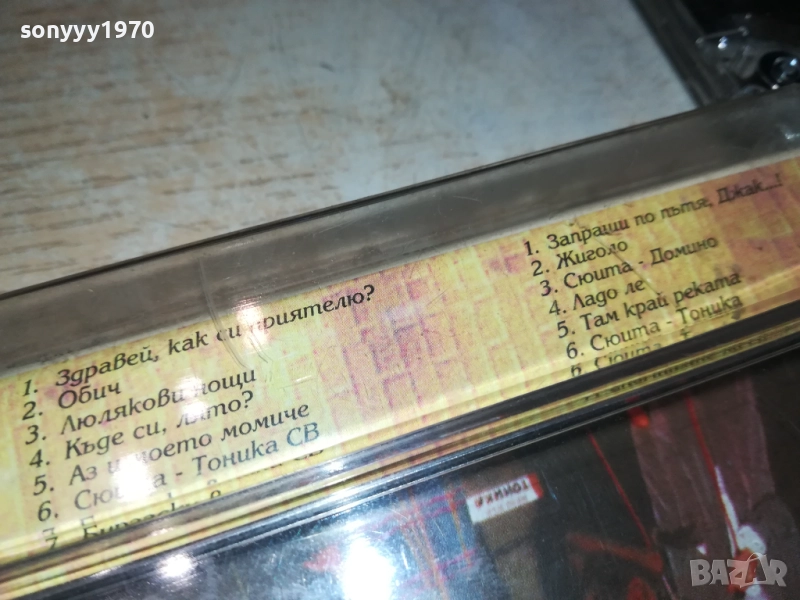 sonyyy1970
1. Здравей, как си приятелю?
2. Обич
3. Люлякови нощи
4. Къде си, лято?
5. Аз и моето момиче
6. Сюита - Тоника СВ
7.
1. Запраши по пътя, Джак...!
2. Жиголо
3. Сюита - Домино
4. Ладо ле
5. Там край реката
6. Сюита - Тоника
ТОНИКА
BAZAR